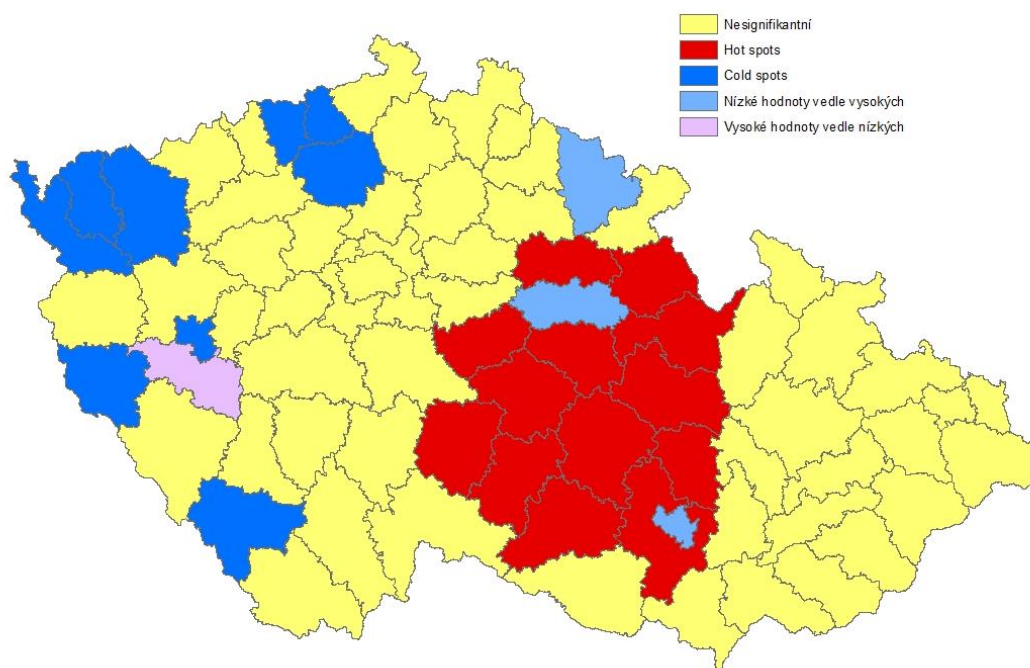 Nesignifikantní
Hot spots
Cold spots
Nízké hodnoty vedle vysokých
Vysoké hodnoty vedle nízkých